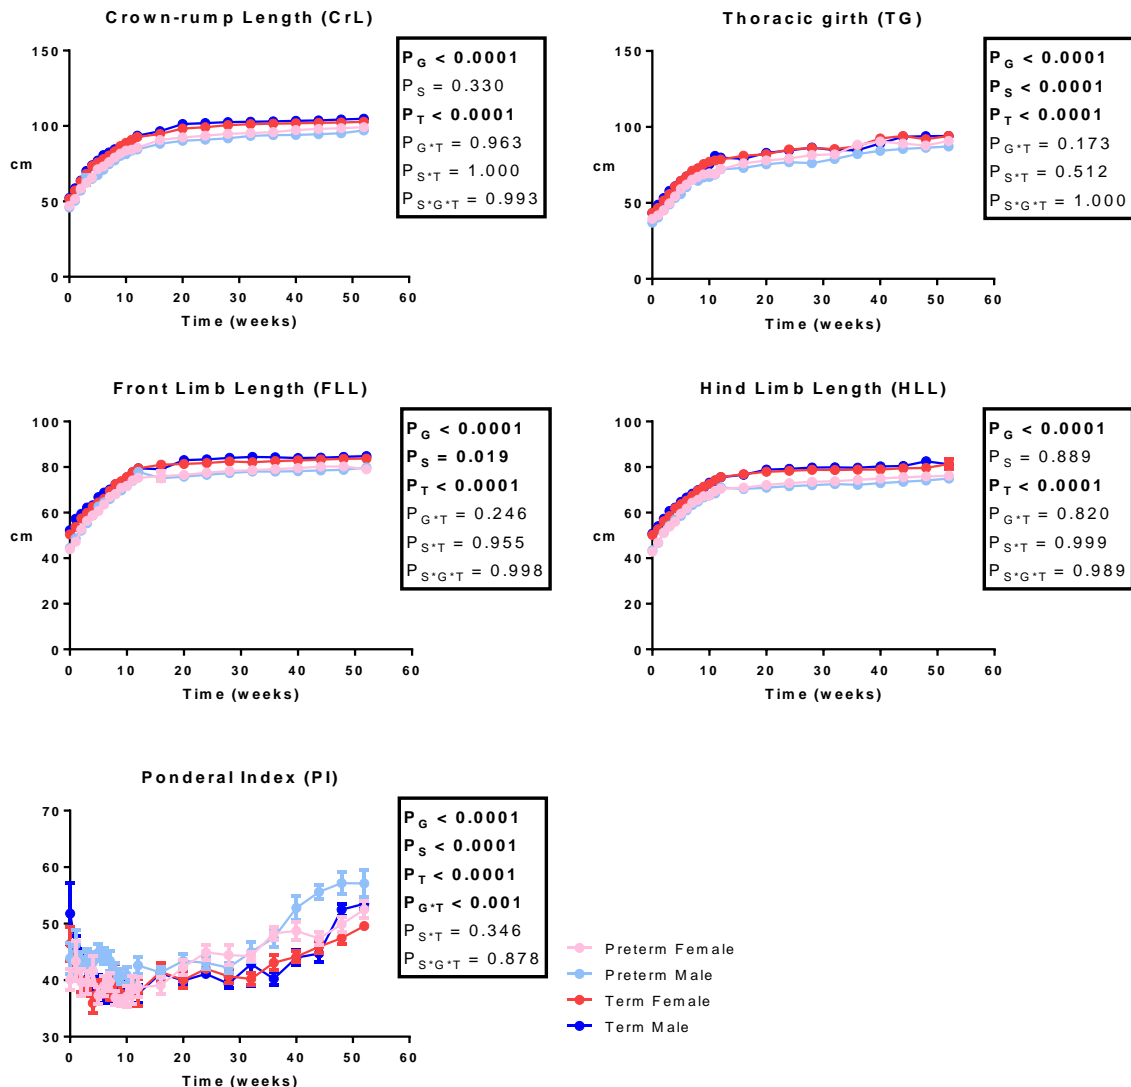 Crown-rump Length (CrL)
150
100
cm
50
0
0 10 20 30 40 50 60
Time (weeks)
P_G < 0.0001
P_S = 0.330
P_T < 0.0001
P_G*T = 0.963
P_S*T = 1.000
P_S*G*T = 0.993
Thoracic girth (TG)
150
100
cm
50
0
0 10 20 30 40 50 60
Time (weeks)
P_G < 0.0001
P_S < 0.0001
P_T < 0.0001
P_G*T = 0.173
P_S*T = 0.512
P_S*G*T = 1.000
Front Limb Length (FLL)
100
80
60
cm
40
20
0
0 10 20 30 40 50 60
Time (weeks)
P_G < 0.0001
P_S = 0.019
P_T < 0.0001
P_G*T = 0.246
P_S*T = 0.955
P_S*G*T = 0.998
Hind Limb Length (HLL)
100
80
60
cm
40
20
0
0 10 20 30 40 50 60
Time (weeks)
P_G < 0.0001
P_S = 0.889
P_T < 0.0001
P_G*T = 0.820
P_S*T = 0.999
P_S*G*T = 0.989
Ponderal Index (PI)
70
60
50
40
30
0 10 20 30 40 50 60
Time (weeks)
P_G < 0.0001
P_S < 0.0001
P_T < 0.0001
P_G*T < 0.001
P_S*T = 0.346
P_S*G*T = 0.878
Preterm Female
Preterm Male
Term Female
Term Male